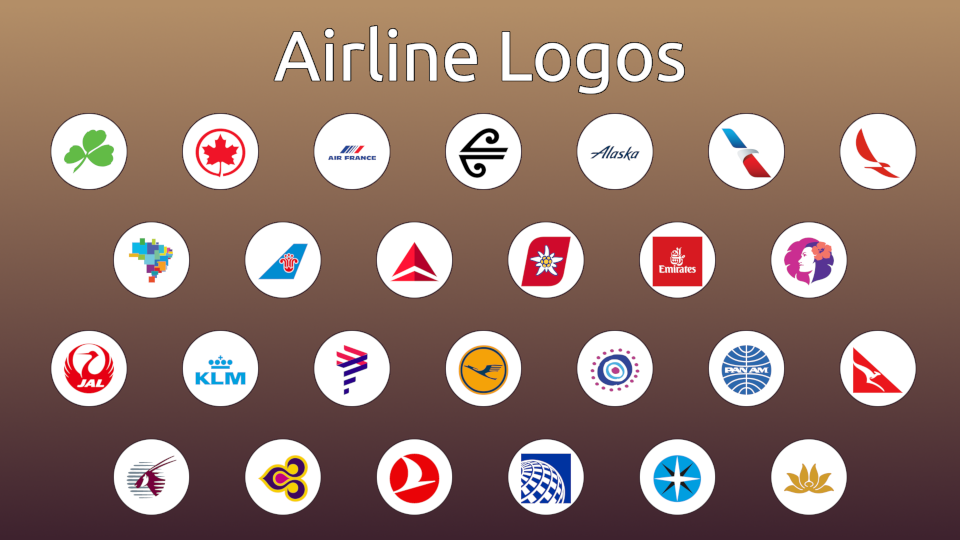 Airline Logos
AIR FRANCE
Alaska
Emirates
JAL
KLM
PAN AM